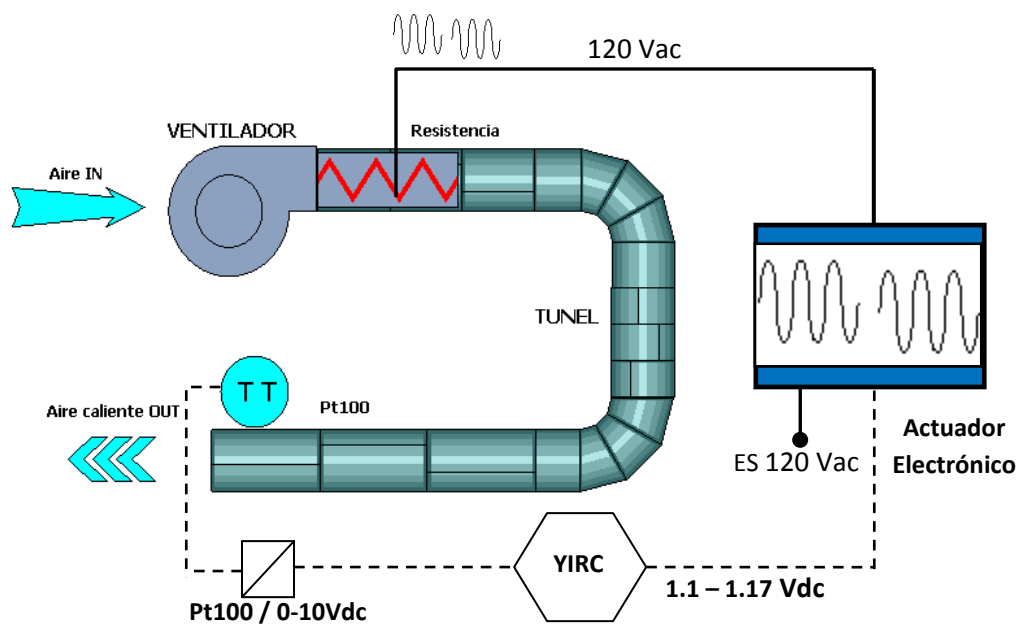 120 Vac
VENTILADOR
Resistencia
Aire IN
TUNEL
TT
Aire caliente OUT
Pt100
Actuador
Electrónico
ES 120 Vac
YIRC
1.1 – 1.17 Vdc
Pt100 / 0-10Vdc